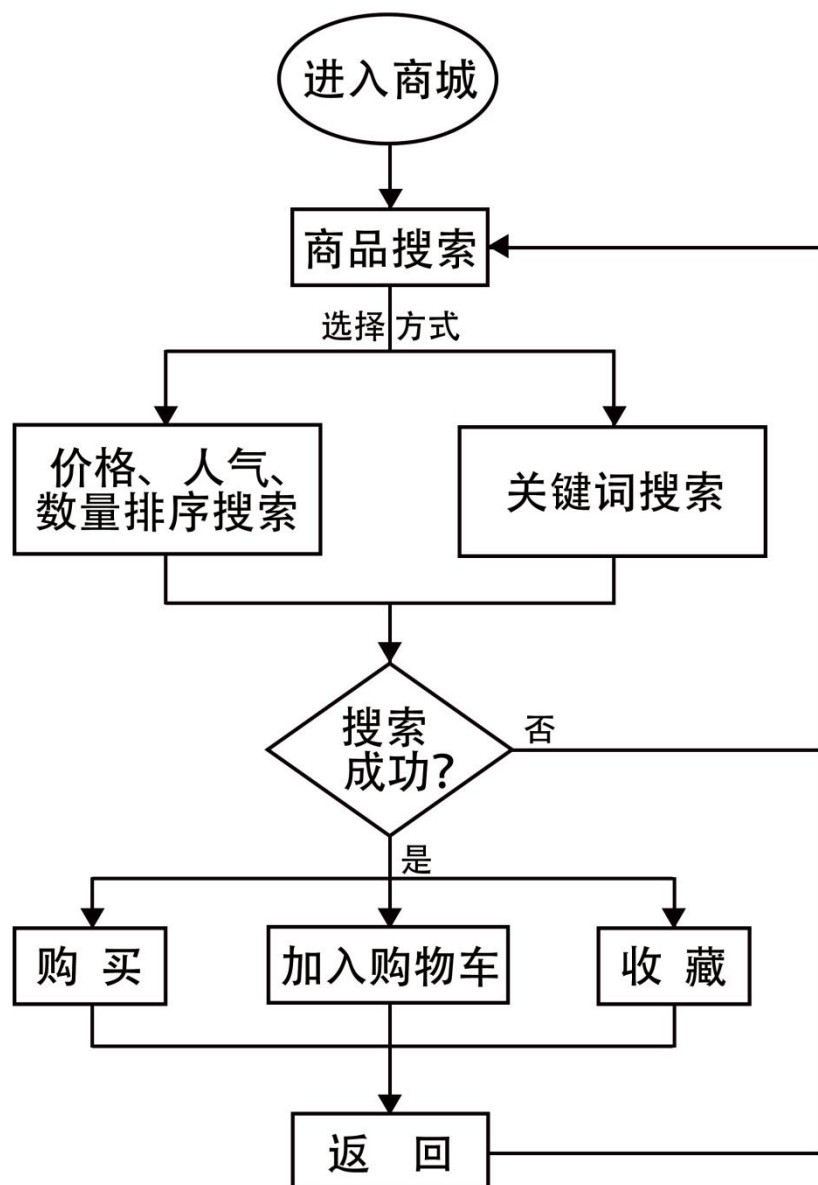 进入商城
商品搜索
选择 方式
价格、人气、
数量排序搜索
关键词搜索
搜索
成功?
否
是
购 买
加入购物车
收 藏
返 回